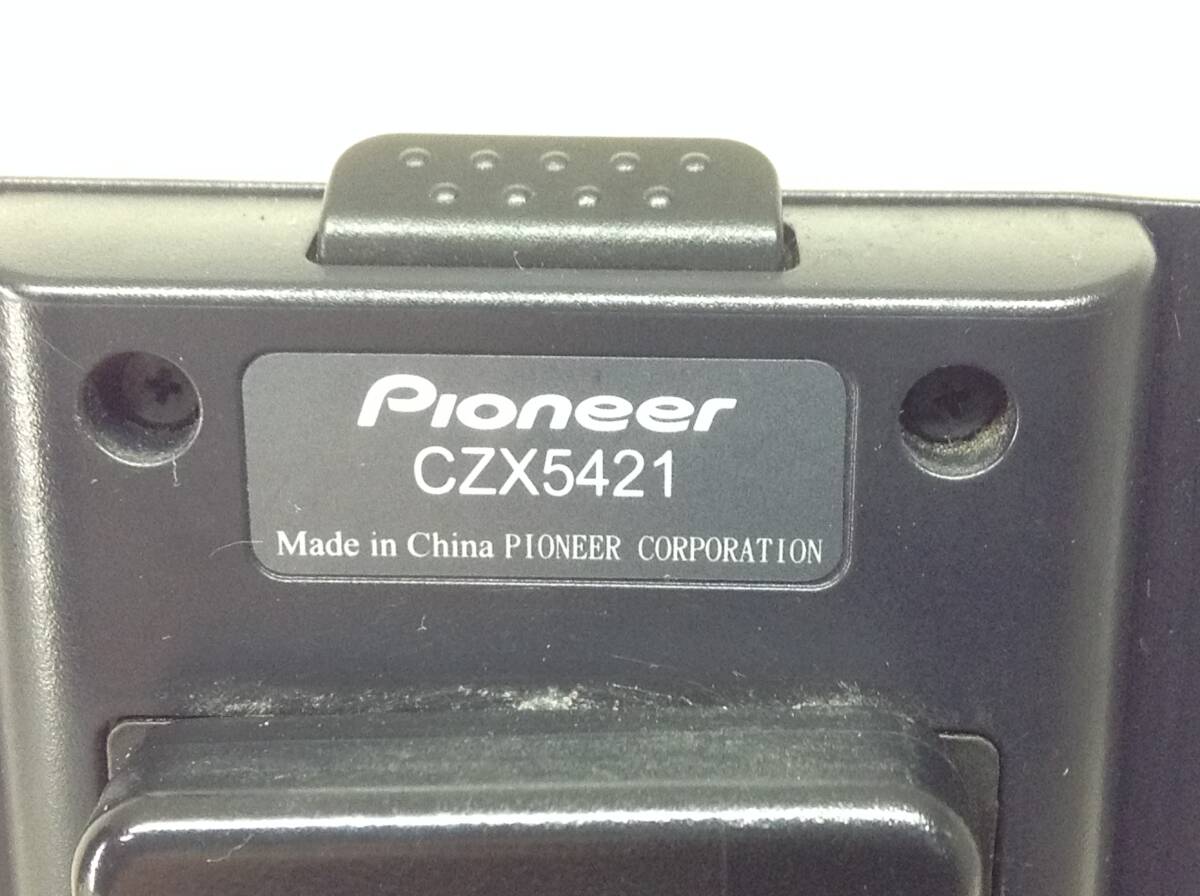 Pioneer
CZX5421
Made in China PIONEER CORPORATION